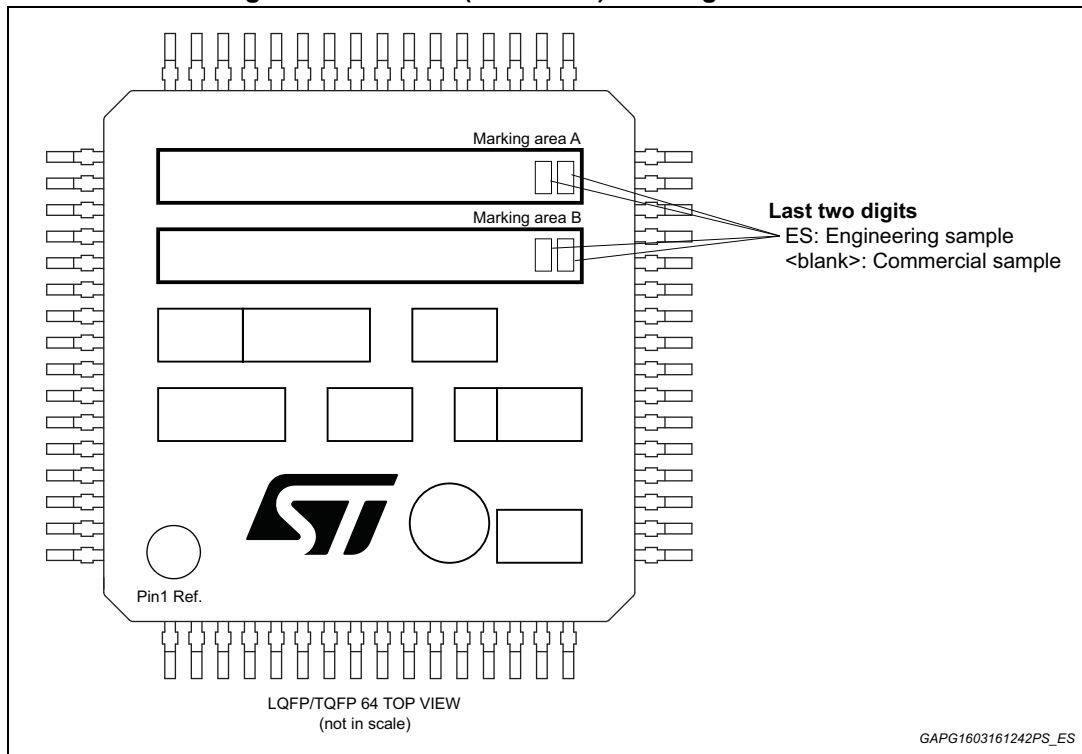 Marking area A
Marking area B
Last two digits
ES: Engineering sample
<blank>: Commercial sample
ST
Pin1 Ref.
LQFP/TQFP 64 TOP VIEW
(not in scale)
GAPG1603161242PS_ES